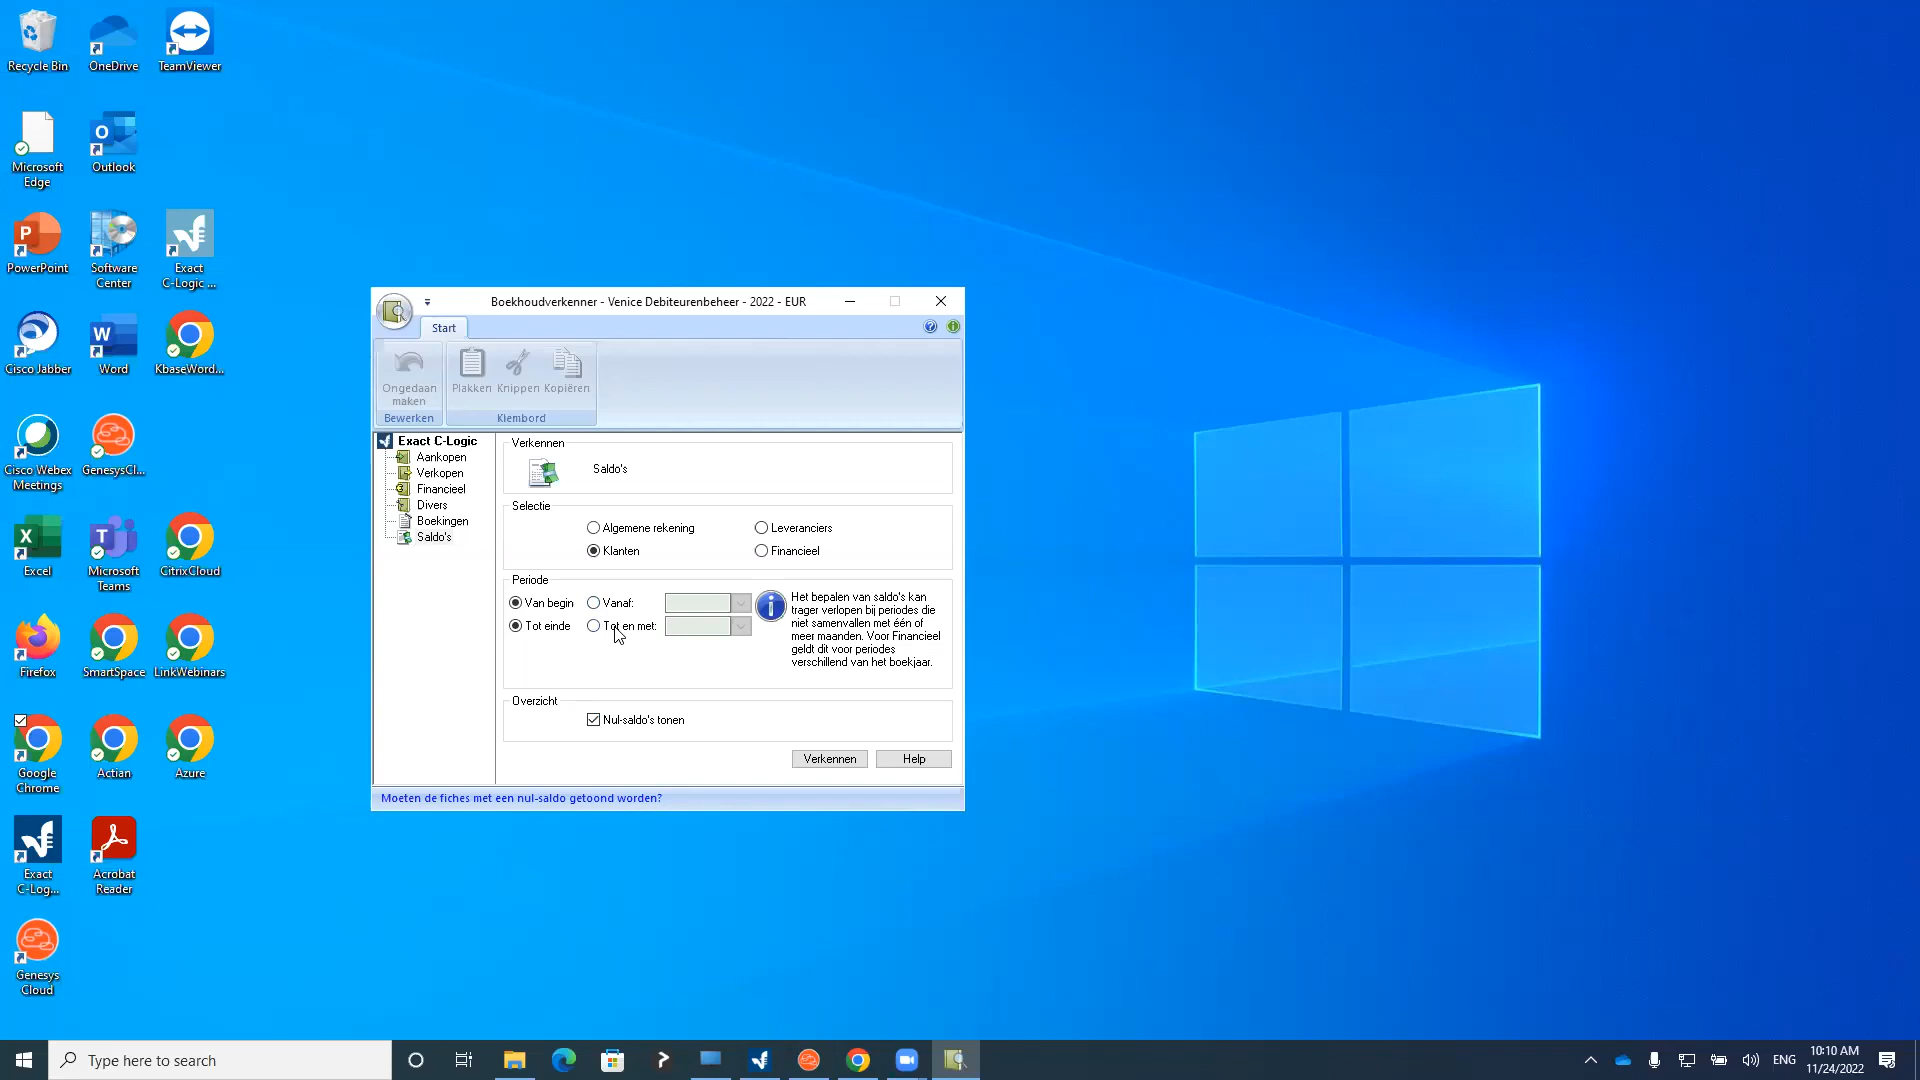 Recycle Bin
OneDrive
TeamViewer
Microsoft
Edge
Outlook
PowerPoint
Software
Center
Exact
C-Logic ...
Cisco Jabber
Word
KbaseWord...
Cisco Webex
Meetings
GenesysCl...
Excel
Microsoft
Teams
CitrixCloud
Firefox
SmartSpace
LinkWebinars
Google
Chrome
Actian
Azure
Exact
C-Log...
Acrobat
Reader
Genesys
Cloud
Boekhoudverkenner - Venice Debiteurenbeheer - 2022 - EUR
Start
Ongedaan
maken
Plakken
Knippen
Kopiëren
Bewerken
Klembord
Exact C-Logic
Aankopen
Verkopen
Financieel
Divers
Boekingen
Saldo's
Verkennen
Saldo's
Selectie
Algemene rekening
Leveranciers
Klanten
Financieel
Periode
Van begin
Vanaf:
Tot einde
Tot en met:
Het bepalen van saldo's kan
trager verlopen bij periodes die
niet samenvallen met één of
meer maanden. Voor Financieel
geldt dit voor periodes
verschillend van het boekjaar.
Overzicht
Nul-saldo's tonen
Verkennen
Help
Moeten de fiches met een nul-saldo getoond worden?
Type here to search
ENG
10:10 AM
11/24/2022